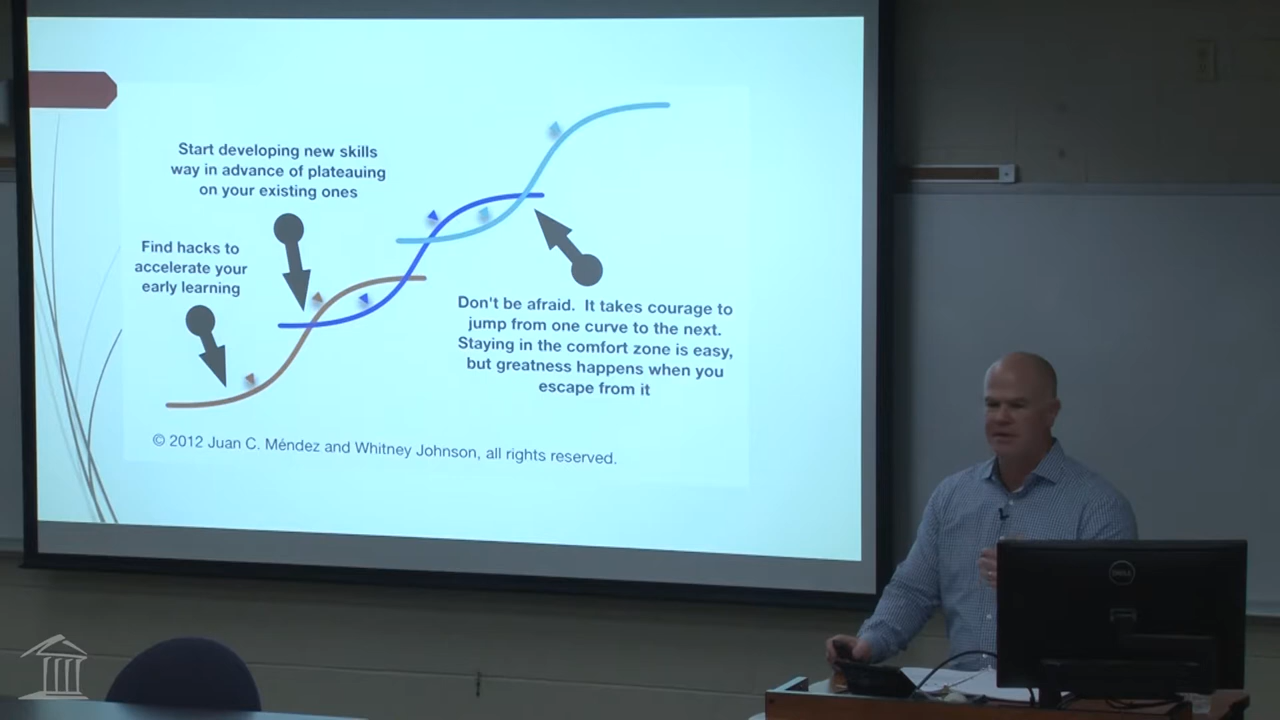 Start developing new skills
way in advance of plateauing
on your existing ones
Find hacks to
accelerate your
early learning
Don't be afraid. It takes courage to
jump from one curve to the next.
Staying in the comfort zone is easy,
but greatness happens when you
escape from it
© 2012 Juan C. Méndez and Whitney Johnson, all rights reserved.
DELL